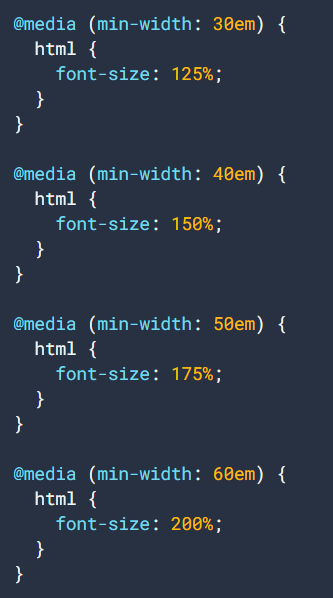 @media (min-width: 30em) {
  html {
    font-size: 125%;
  }
}

@media (min-width: 40em) {
  html {
    font-size: 150%;
  }
}

@media (min-width: 50em) {
  html {
    font-size: 175%;
  }
}

@media (min-width: 60em) {
  html {
    font-size: 200%;
  }
}